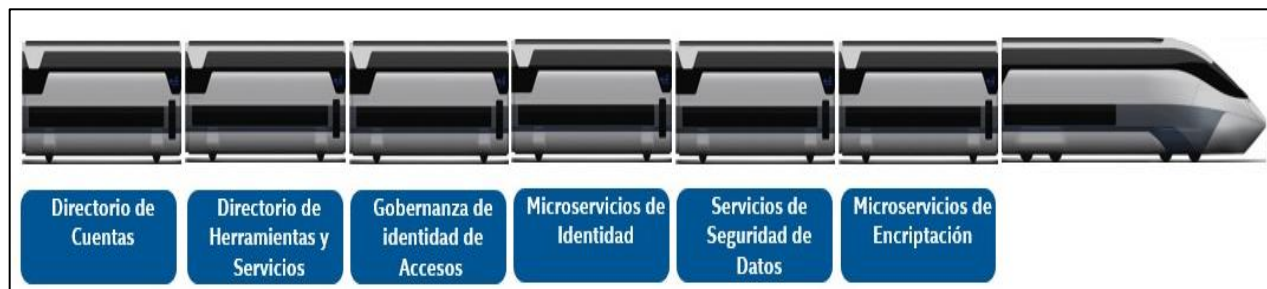 Directorio de
Cuentas
Directorio de
Herramientas y
Servicios
Gobernanza de
identidad de
Accesos
Microservicios de
Identidad
Servicios de
Seguridad de
Datos
Microservicios de
Encriptación